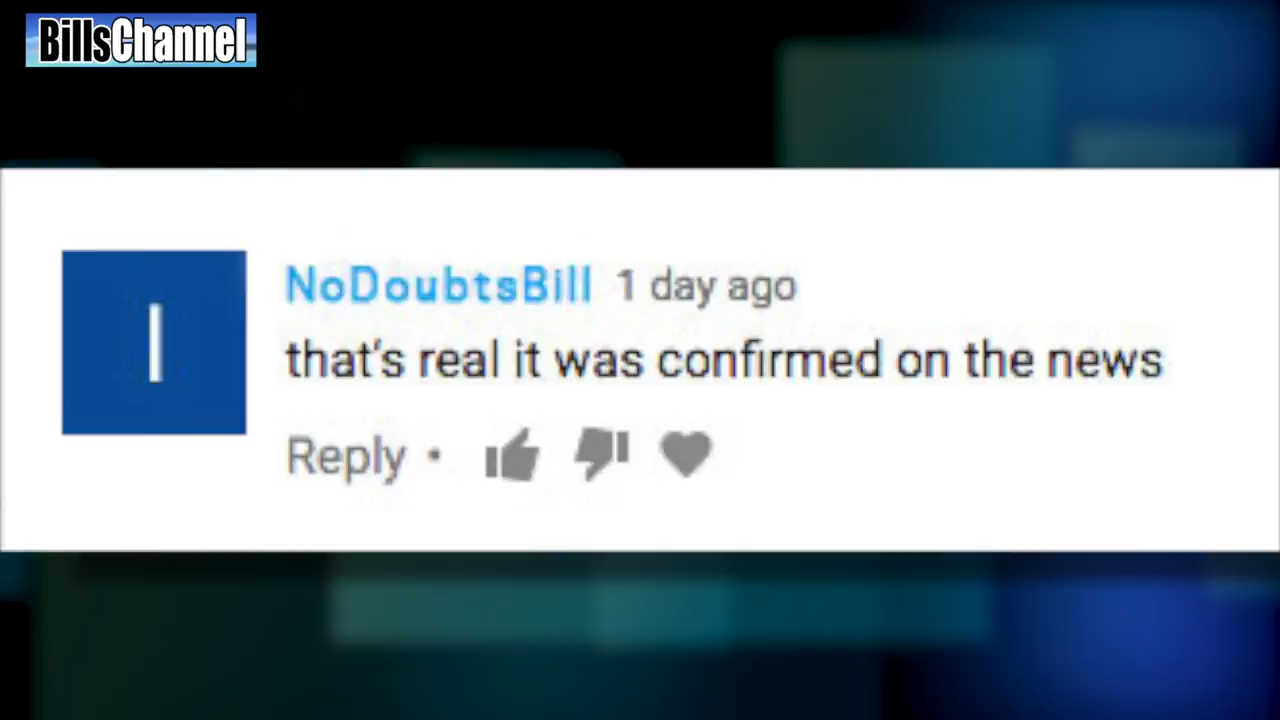 BillsChannel
I
NoDoubtsBill 1 day ago
that's real it was confirmed on the news
Reply •